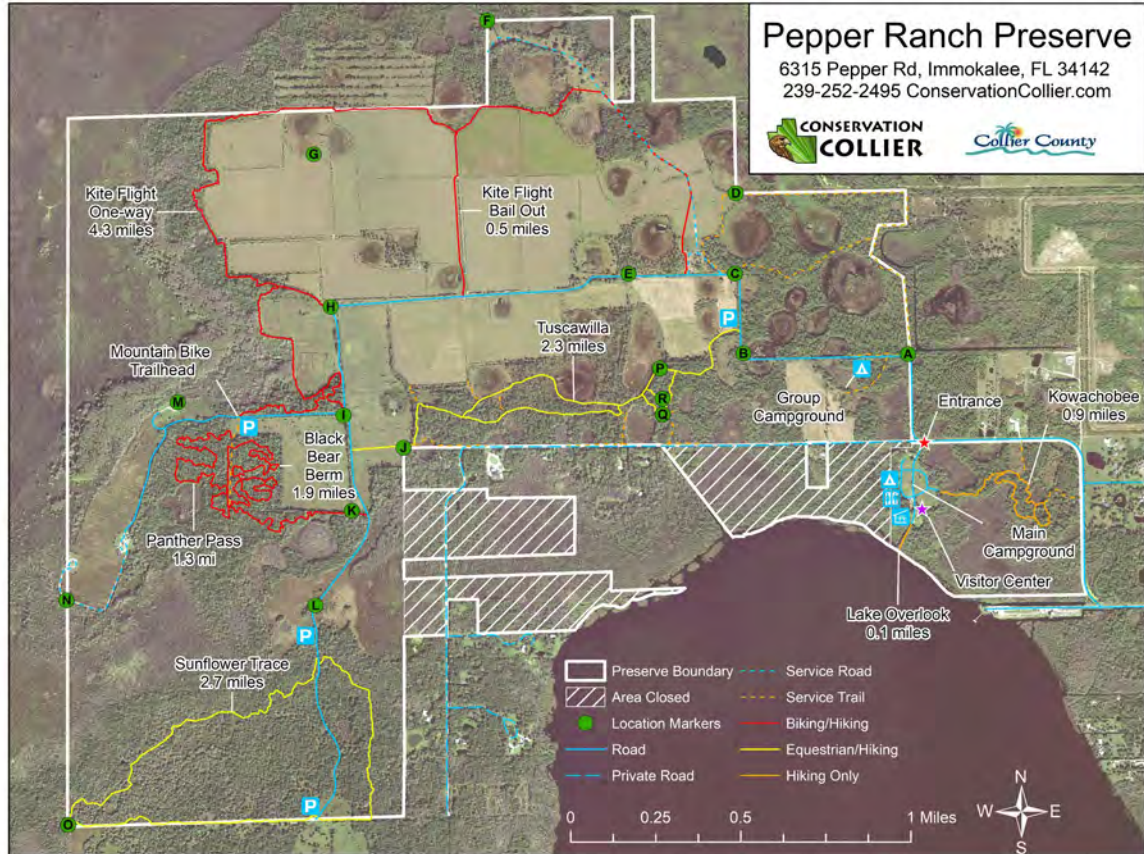 Pepper Ranch Preserve
6315 Pepper Rd, Immokalee, FL 34142
239-252-2495 ConservationCollier.com
CONSERVATION
COLLIER
Collier County
F
G
Kite Flight
One-way
4.3 miles
Kite Flight
Bail Out
0.5 miles
D
E
C
H
P
Tuscawilla
2.3 miles
Mountain Bike
Trailhead
B
A
P
R
Q
Group
Campground
Entrance
Kowachobee
0.9 miles
M
I
P
J
Black
Bear
Berm
1.9 miles
K
Panther Pass
1.3 mi
Main
Campground
Visitor Center
N
L
P
Lake Overlook
0.1 miles
Sunflower Trace
2.7 miles
P
O
Preserve Boundary
Area Closed
Location Markers
Road
Private Road
Service Road
Service Trail
Biking/Hiking
Equestrian/Hiking
Hiking Only
0 0.25 0.5 1 Miles
N
W E
S